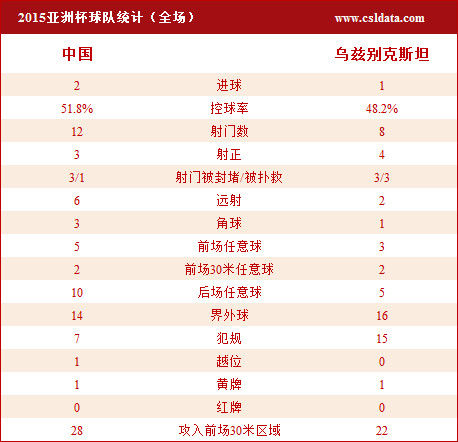 2015亚洲杯球队统计（全场） www.csldata.com
中国 乌兹别克斯坦
2 进球 1
51.8% 控球率 48.2%
12 射门数 8
3 射正 4
3/1 射门被封堵/被扑救 3/3
6 远射 2
3 角球 1
5 前场任意球 3
2 前场30米任意球 2
10 后场任意球 5
14 界外球 16
7 犯规 15
1 越位 0
1 黄牌 1
0 红牌 0
28 攻入前场30米区域 22